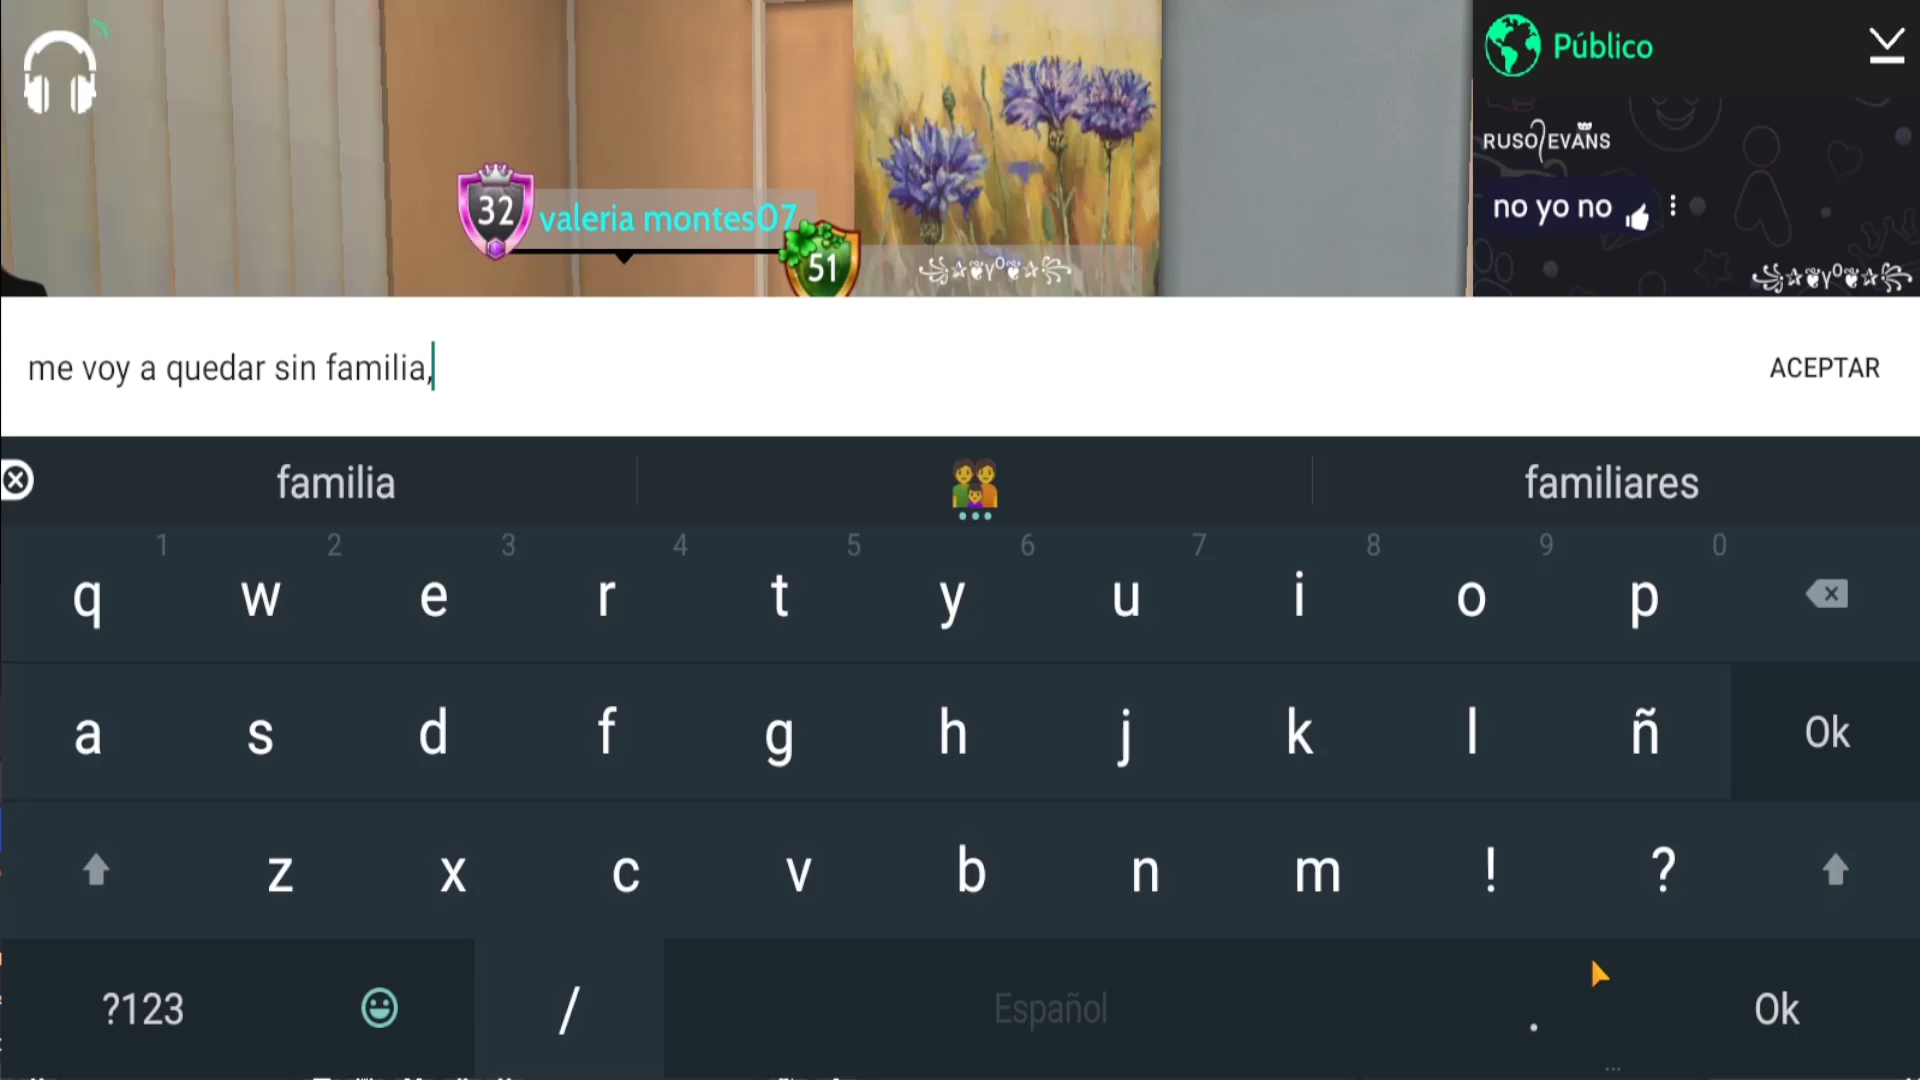 Público
RUSO EVANS
no yo no
32
valeria montes07
51
me voy a quedar sin familia,
ACEPTAR
familia
familiares
1 2 3 4 5 6 7 8 9 0
q w e r t y u i o p
a s d f g h j k l ñ Ok
z x c v b n m ! ?
?123 / Español . Ok